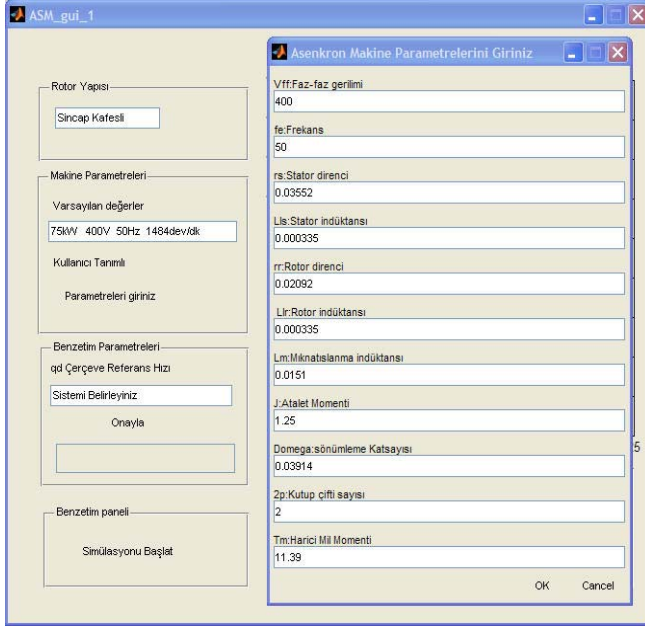 ASM_gui_1
Rotor Yapısı
Sincap Kafesli
Makine Parametreleri
Varsayılan değerler
75kW 400V 50Hz 1484dev/dk
Kullanıcı Tanımlı
Parametreleri giriniz
Benzetim Parametreleri
qd Çerçeve Referans Hızı
Sistemi Belirleyiniz
Onayla
Benzetim paneli
Simülasyonu Başlat
Asenkron Makine Parametrelerini Giriniz
Vff:Faz-faz gerilimi
400
fe:Frekans
50
rs:Stator direnci
0.03552
Lls:Stator indüktansı
0.000335
rr:Rotor direnci
0.02092
Llr:Rotor indüktansı
0.000335
Lm:Mıknatıslanma indüktansı
0.0151
J:Atalet Momenti
1.25
Domega:sönümleme Katsayısı
0.03914
2p:Kutup çifti sayısı
2
Tm:Harici Mil Momenti
11.39
OK Cancel
5